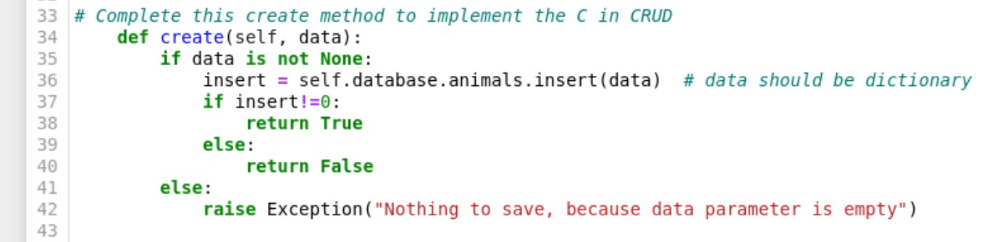 33 # Complete this create method to implement the C in CRUD
34     def create(self, data):
35         if data is not None:
36             insert = self.database.animals.insert(data)  # data should be dictionary
37             if insert!=0:
38                 return True
39             else:
40                 return False
41         else:
42             raise Exception("Nothing to save, because data parameter is empty")
43